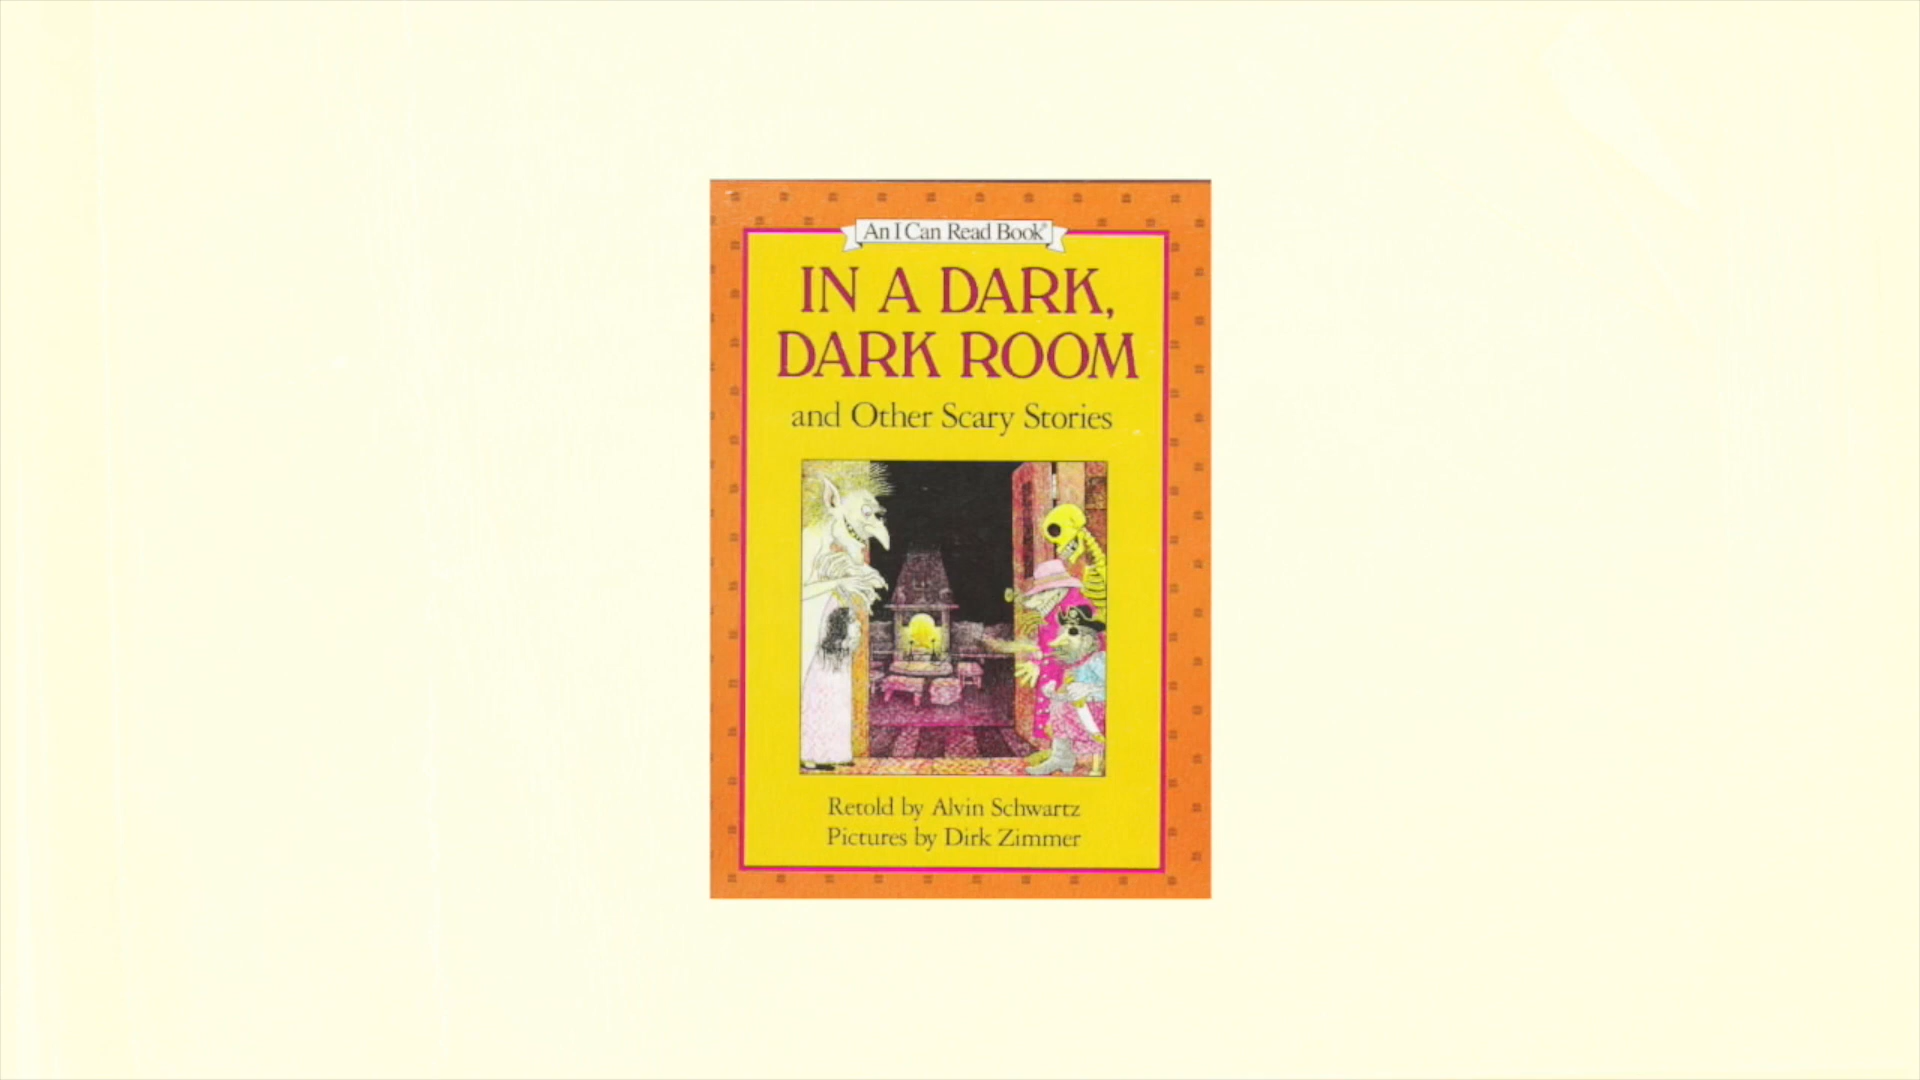 An I Can Read Book®
IN A DARK,
DARK ROOM
and Other Scary Stories
Retold by Alvin Schwartz
Pictures by Dirk Zimmer